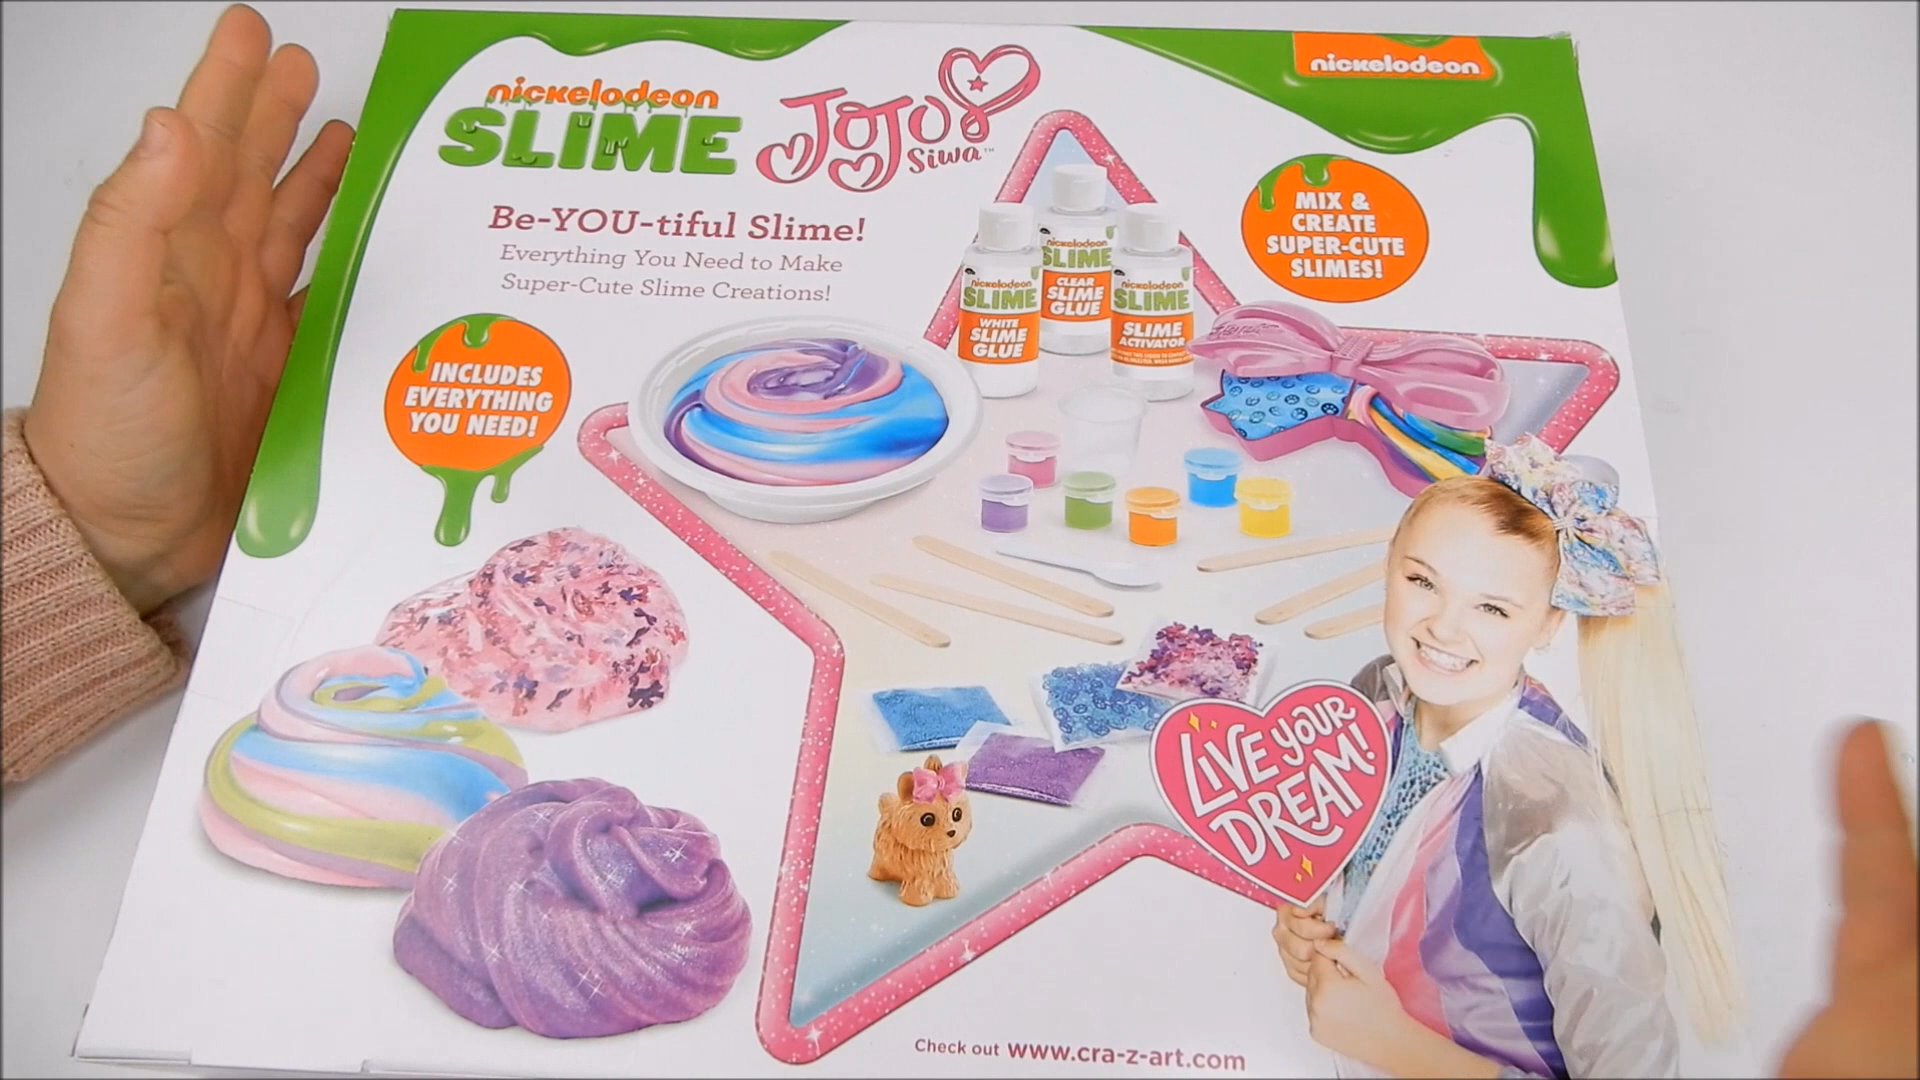 nickelodeon
nickelodeon
SLIME
JoJo
Siwa™
Be-YOU-tiful Slime!
Everything You Need to Make
Super-Cute Slime Creations!
MIX &
CREATE
SUPER-CUTE
SLIMES!
INCLUDES
EVERYTHING
YOU NEED!
nickelodeon
SLIME
WHITE
SLIME
GLUE
nickelodeon
SLIME
CLEAR
SLIME
GLUE
nickelodeon
SLIME
SLIME
ACTIVATOR
LIVE YOUR
DREAM!
Check out www.cra-z-art.com